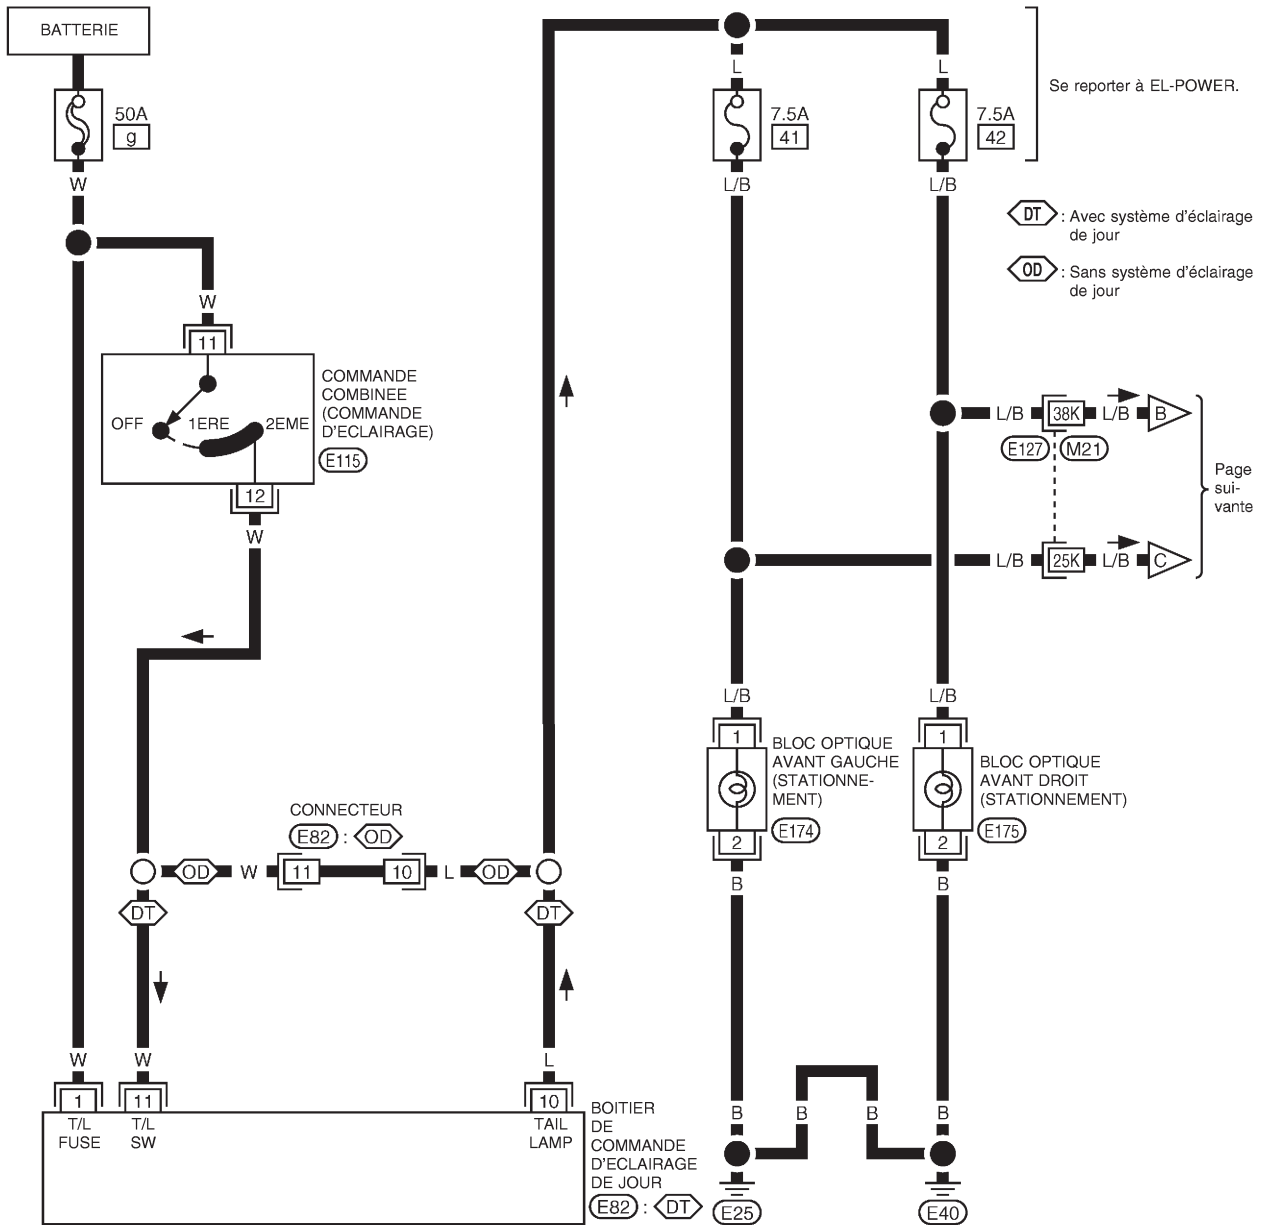 BATTERIE
50A
g
W
W
11
COMMANDE
COMBINEE
(COMMANDE
D'ECLAIRAGE)
E115
OFF
1ERE
2EME
12
W
L
L
7.5A
41
7.5A
42
Se reporter à EL-POWER.
L/B
L/B
DT : Avec système d'éclairage
de jour
OD : Sans système d'éclairage
de jour
L/B
38K
L/B
B
E127
M21
L/B
25K
L/B
C
Page
sui-
vante
L/B
L/B
1
BLOC OPTIQUE
AVANT GAUCHE
(STATIONNE-
MENT)
E174
2
B
1
BLOC OPTIQUE
AVANT DROIT
(STATIONNEMENT)
E175
2
B
CONNECTEUR
E82 : OD
OD
W
11
10
L
OD
DT
DT
W
W
L
1
11
10
T/L
FUSE
T/L
SW
TAIL
LAMP
BOITIER
DE
COMMANDE
D'ECLAIRAGE
DE JOUR
E82 : DT
B
B
B
B
E25
E40